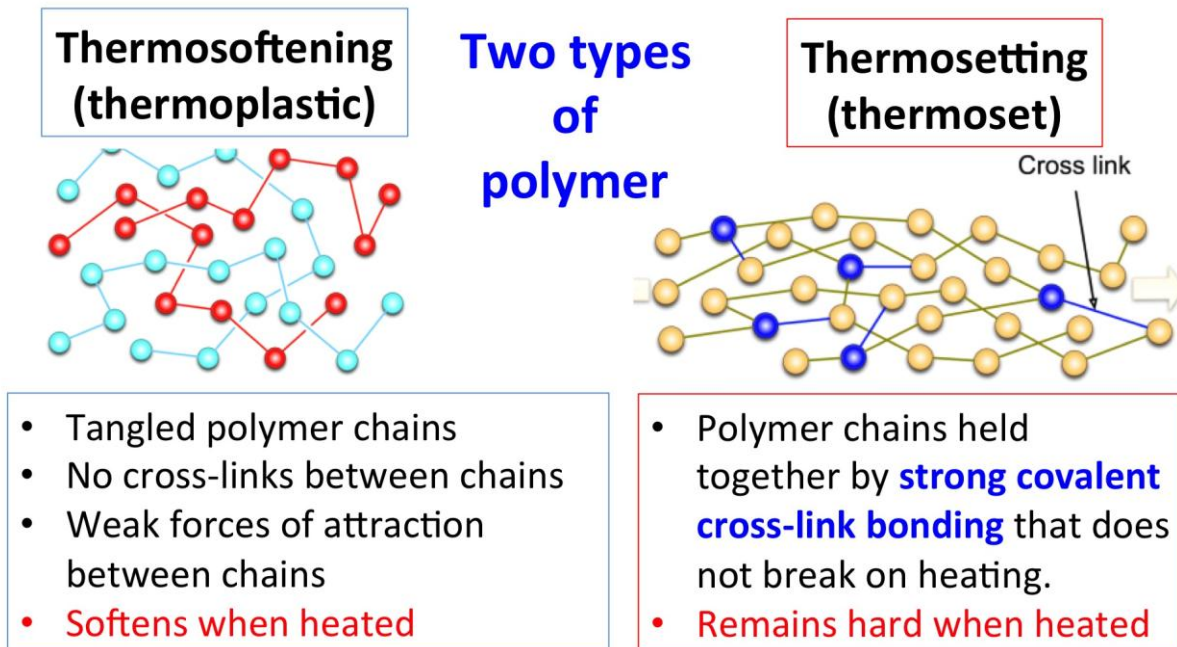 Thermosoftening
(thermoplastic)
Two types
of
polymer
Thermosetting
(thermoset)
Cross link
• Tangled polymer chains
• No cross-links between chains
• Weak forces of attraction
between chains
• Softens when heated
• Polymer chains held
together by strong covalent
cross-link bonding that does
not break on heating.
• Remains hard when heated